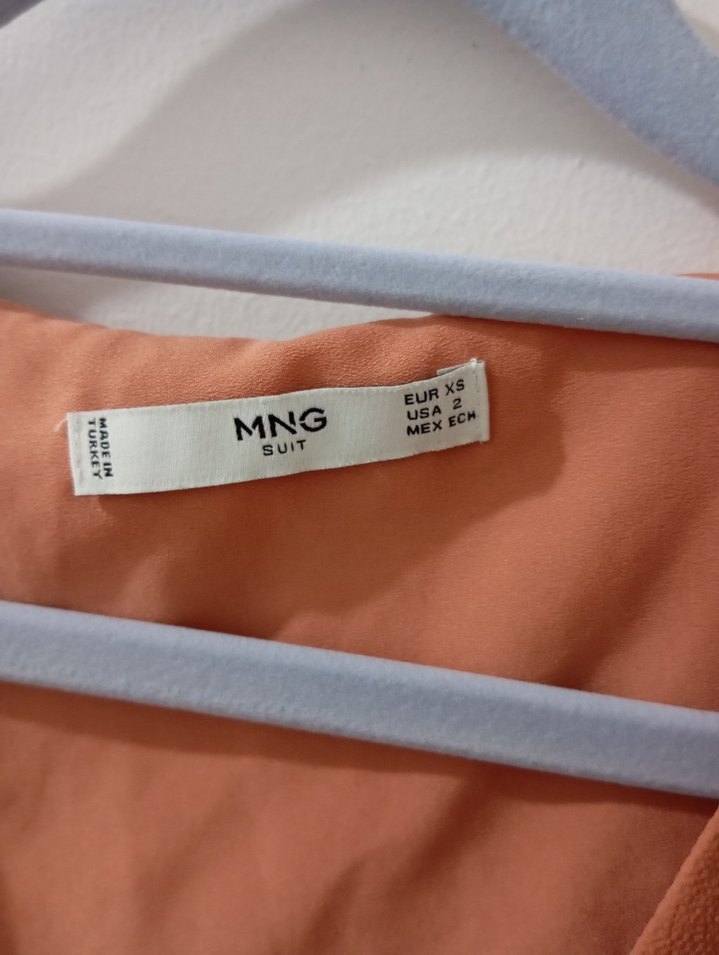 MADE IN
TURKEY
MNG
SUIT
EUR XS
USA 2
MEX ECH